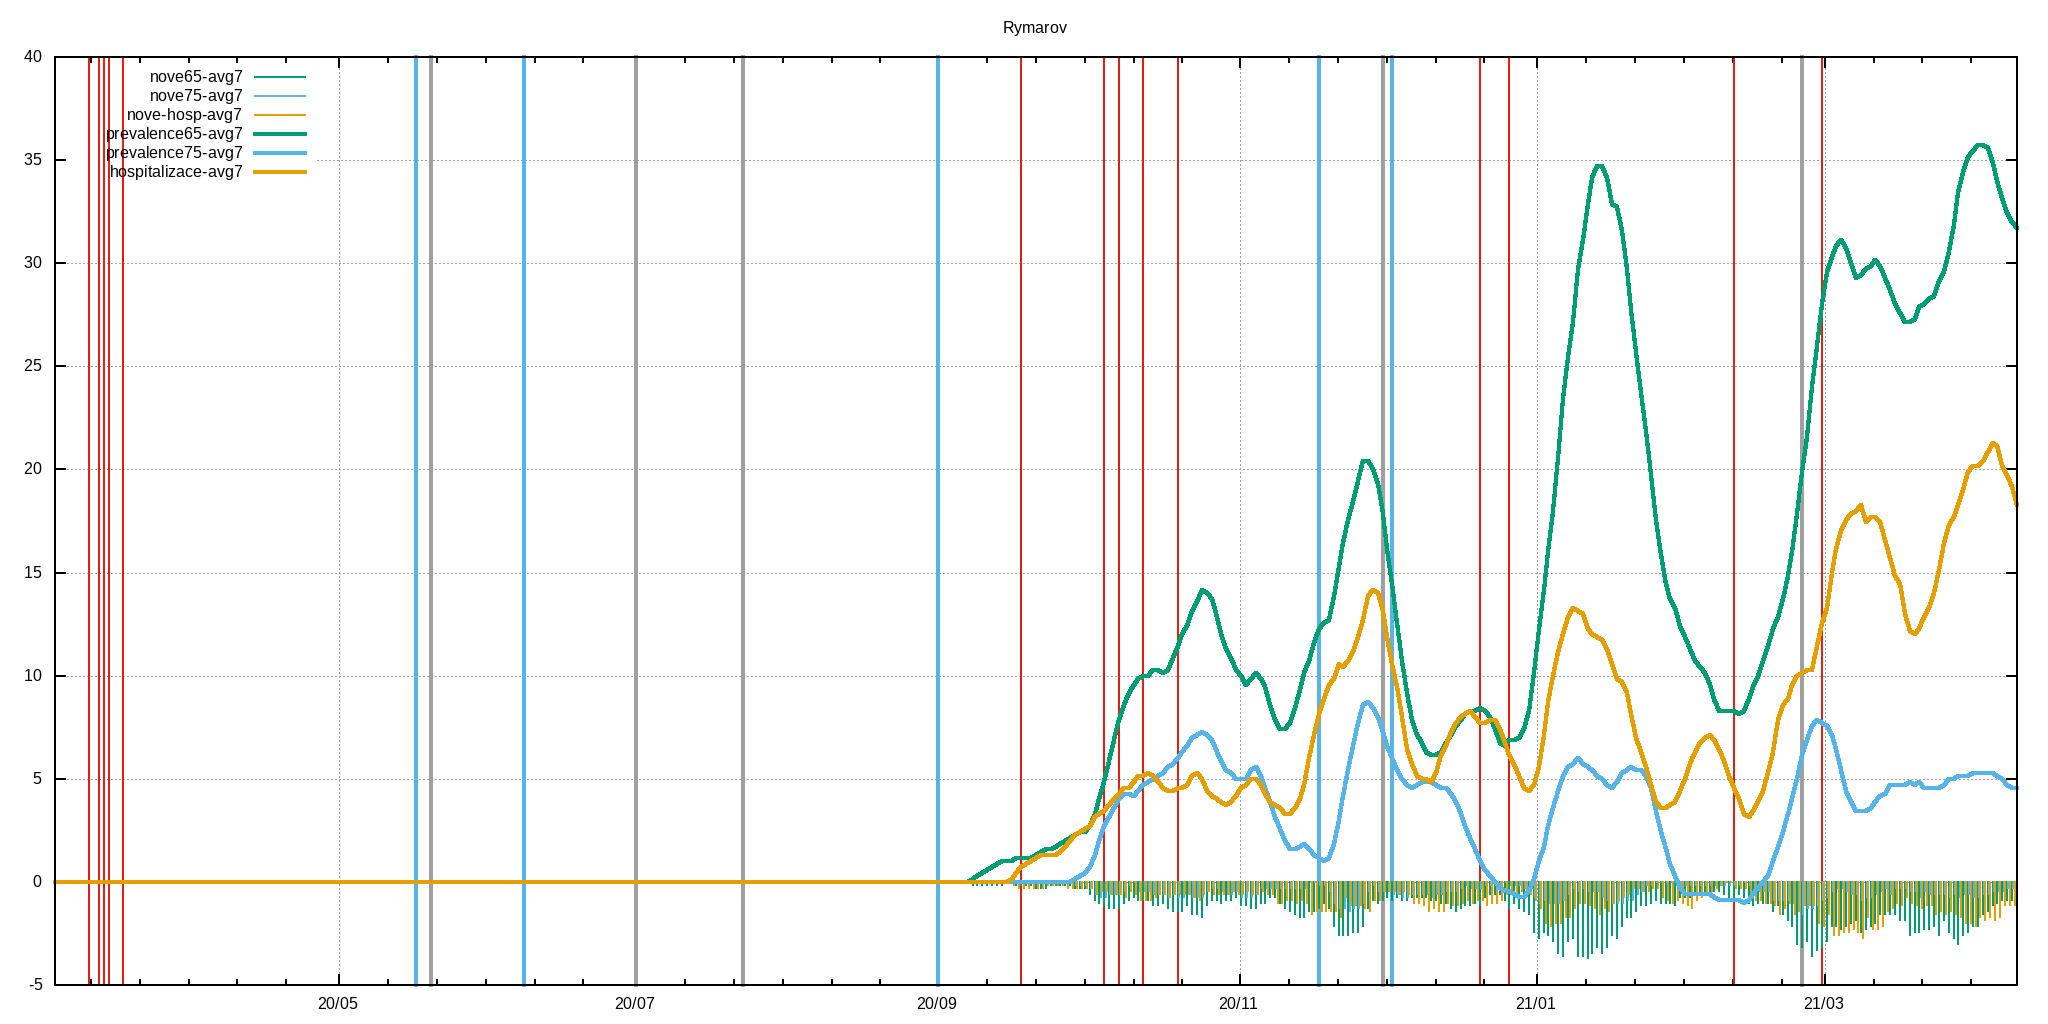 Rymarov
40
35
30
25
20
15
10
5
0
-5
nove65-avg7
nove75-avg7
nove-hosp-avg7
prevalence65-avg7
prevalence75-avg7
hospitalizace-avg7
20/05 20/07 20/09 20/11 21/01 21/03